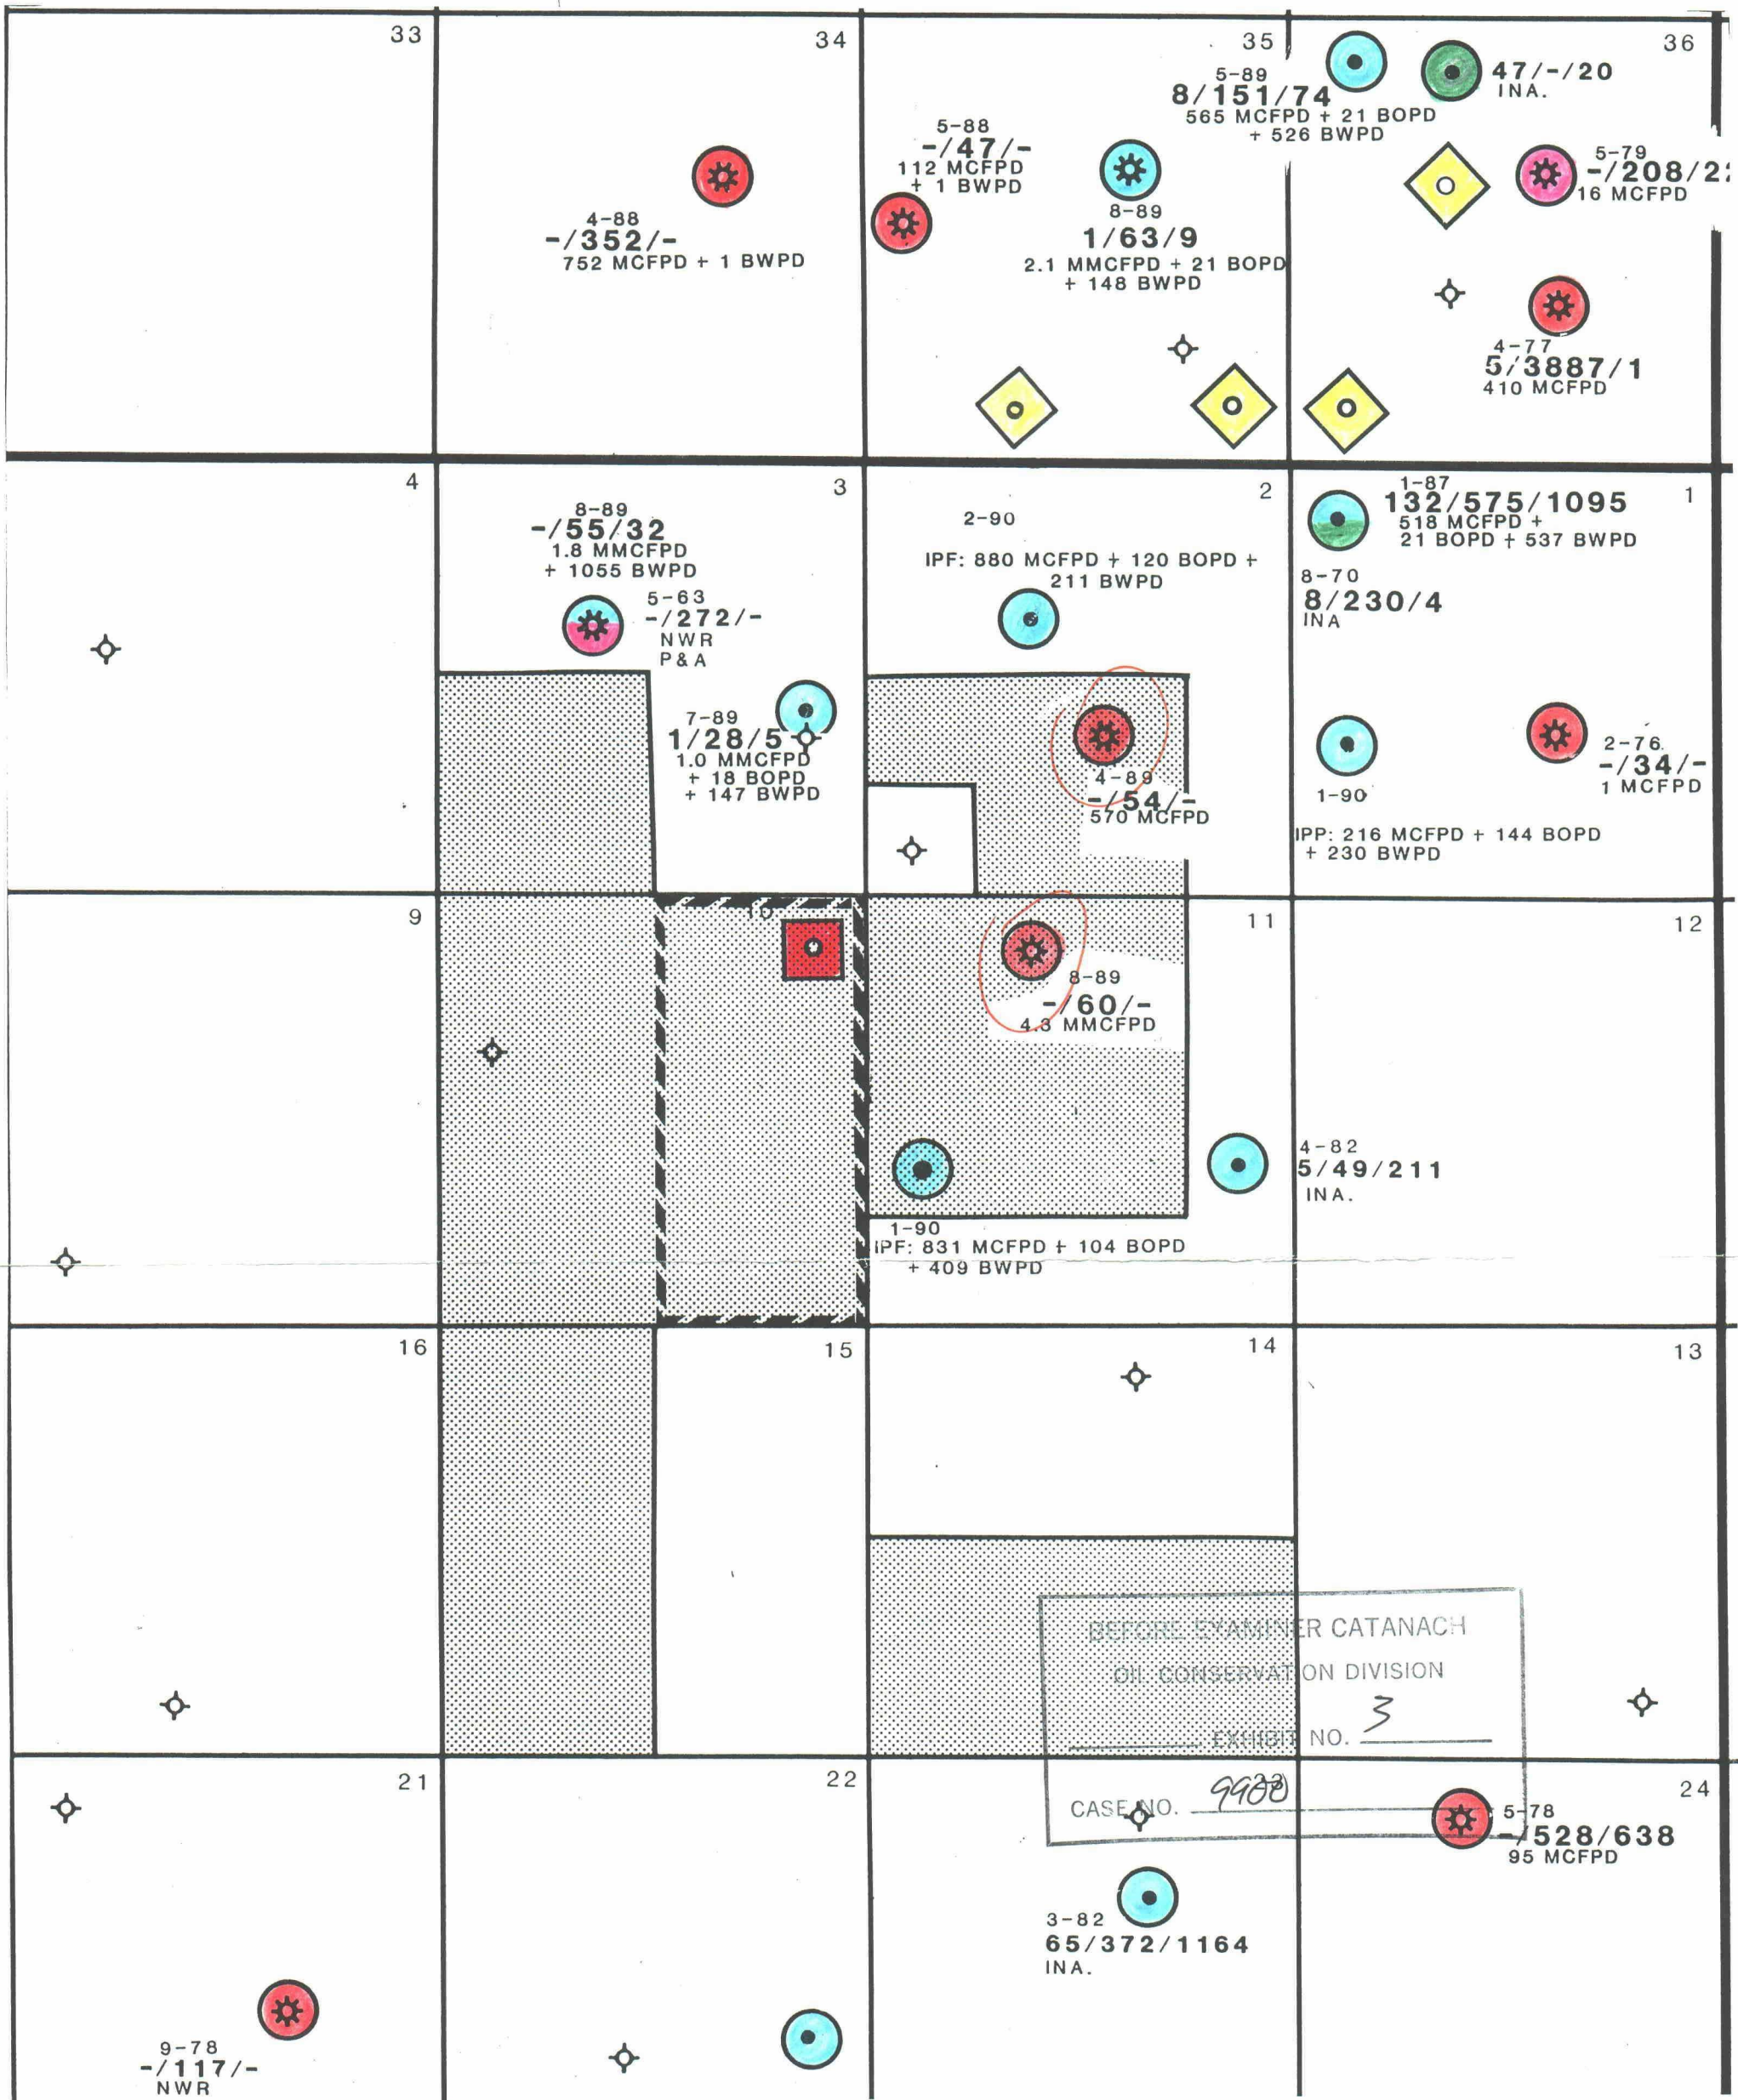 33
34
35
36
5-89
8/151/74
565 MCFPD + 21 BOPD
+ 526 BWPD
47/-/20
INA.
5-88
-/47/-
112 MCFPD
+ 1 BWPD
5-79
-/208/2
16 MCFPD
4-88
-/352/-
752 MCFPD + 1 BWPD
8-89
1/63/9
2.1 MMCFPD + 21 BOPD
+ 148 BWPD
4-77
5/3887/1
410 MCFPD
4
3
2
1
8-89
-/55/32
1.8 MMCFPD
+ 1055 BWPD
5-63
-/272/-
NWR
P&A
2-90
IPF: 880 MCFPD + 120 BOPD +
211 BWPD
1-87
132/575/1095
518 MCFPD +
21 BOPD + 537 BWPD
8-70
8/230/4
INA
7-89
1/28/5
1.0 MMCFPD
+ 18 BOPD
+ 147 BWPD
4-89
-/54/-
570 MCFPD
1-90
IPP: 216 MCFPD + 144 BOPD
+ 230 BWPD
2-76
-/34/-
1 MCFPD
9
10
11
12
8-89
-/60/-
4.3 MMCFPD
4-82
5/49/211
INA.
1-90
IPF: 831 MCFPD + 104 BOPD
+ 409 BWPD
16
15
14
13
BEFORE EXAMINER CATANACH
OIL CONSERVATION DIVISION
EXHIBIT NO. 3
CASE NO. 9900
21
22
23
24
5-78
-/528/638
95 MCFPD
3-82
65/372/1164
INA.
9-78
-/117/-
NWR